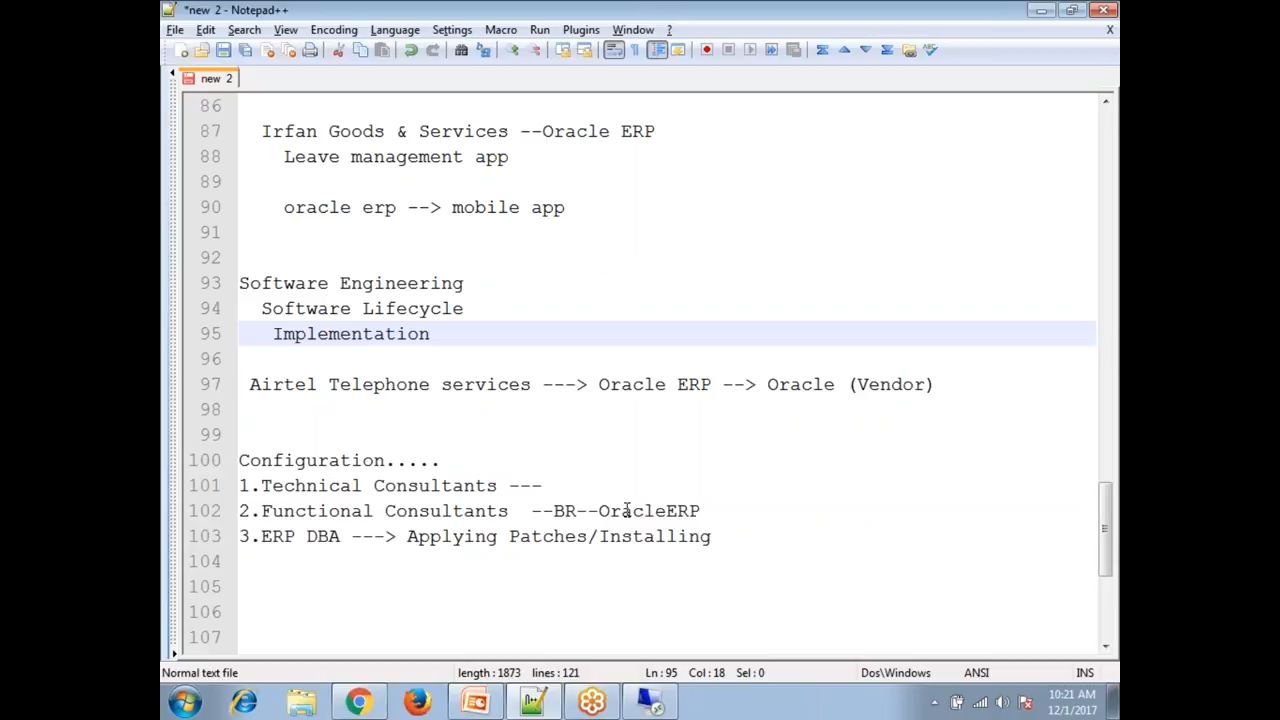 *new 2 - Notepad++
File Edit Search View Encoding Language Settings Macro Run Plugins Window ?
X
new 2
86
87 Irfan Goods & Services --Oracle ERP
88 Leave management app
89
90 oracle erp --> mobile app
91
92
93 Software Engineering
94 Software Lifecycle
95 Implementation
96
97 Airtel Telephone services ---> Oracle ERP --> Oracle (Vendor)
98
99
100 Configuration.....
101 1.Technical Consultants ---
102 2.Functional Consultants --BR--OracleERP
103 3.ERP DBA ---> Applying Patches/Installing
104
105
106
107
Normal text file length : 1873 lines : 121 Ln : 95 Col : 18 Sel : 0 Dos\Windows ANSI INS
10:21 AM
12/1/2017